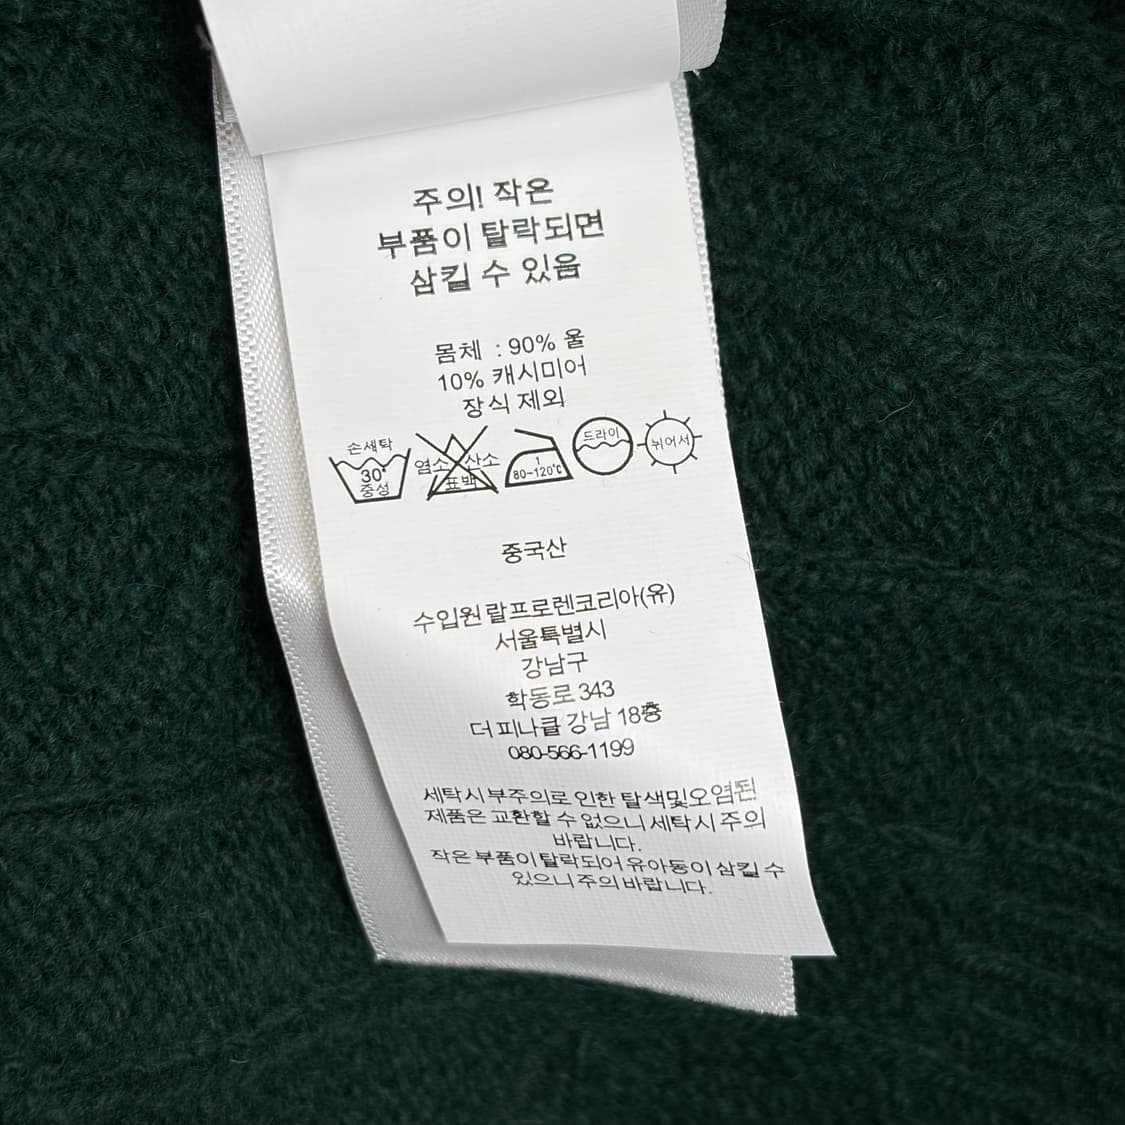 주의! 작은
부품이 탈락되면
삼킬 수 있음
몸체 : 90% 울
10% 캐시미어
장식 제외
손세탁
30°
중성
염소 산소
표백
1
80~120℃
드라이
뉘어서
중국산
수입원 랄프로렌코리아(유)
서울특별시
강남구
학동로 343
더 피나클 강남 18층
080-566-1199
세탁시 부주의로 인한 탈색및오염된
제품은 교환할 수 없으니 세탁시 주의
바랍니다.
작은 부품이 탈락되어 유아동이 삼킬 수
있으니 주의 바랍니다.